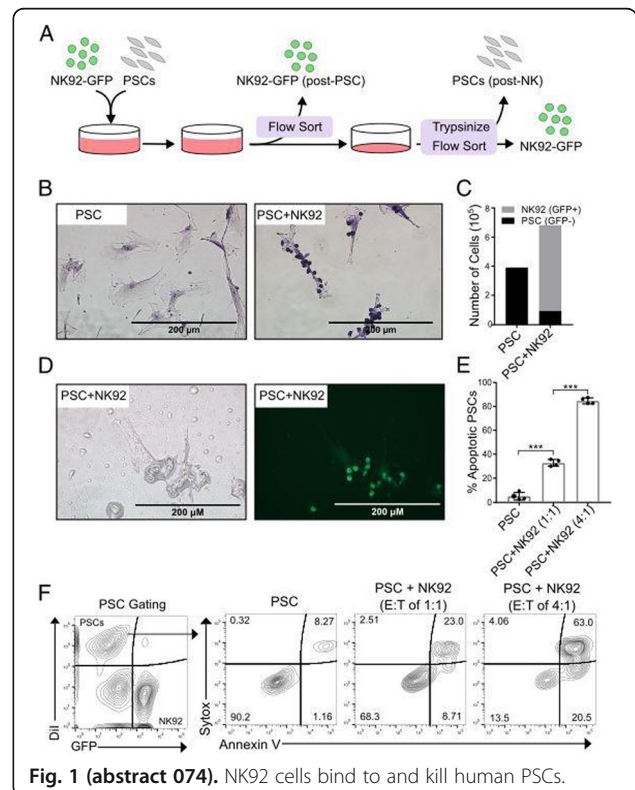 A
NK92-GFP PSCs
NK92-GFP (post-PSC)
PSCs (post-NK)
Flow Sort
Trypsinize
Flow Sort
NK92-GFP
B
PSC
200 µm
PSC+NK92
200 µm
C
NK92 (GFP+)
PSC (GFP-)
Number of Cells (10⁵)
8
6
4
2
0
PSC
PSC+NK92
D
PSC+NK92
200 µM
PSC+NK92
200 µM
E
% Apoptotic PSCs
100
80
60
40
20
0
***
***
PSC
PSC+NK92 (1:1)
PSC+NK92 (4:1)
F
PSC Gating
PSCs
NK92
DiI
GFP
PSC
0.32 8.27
90.2 1.16
PSC + NK92
(E:T of 1:1)
2.51 23.0
68.3 8.71
PSC + NK92
(E:T of 4:1)
4.06 63.0
13.5 20.5
Sytox
Annexin V
Fig. 1 (abstract 074). NK92 cells bind to and kill human PSCs.